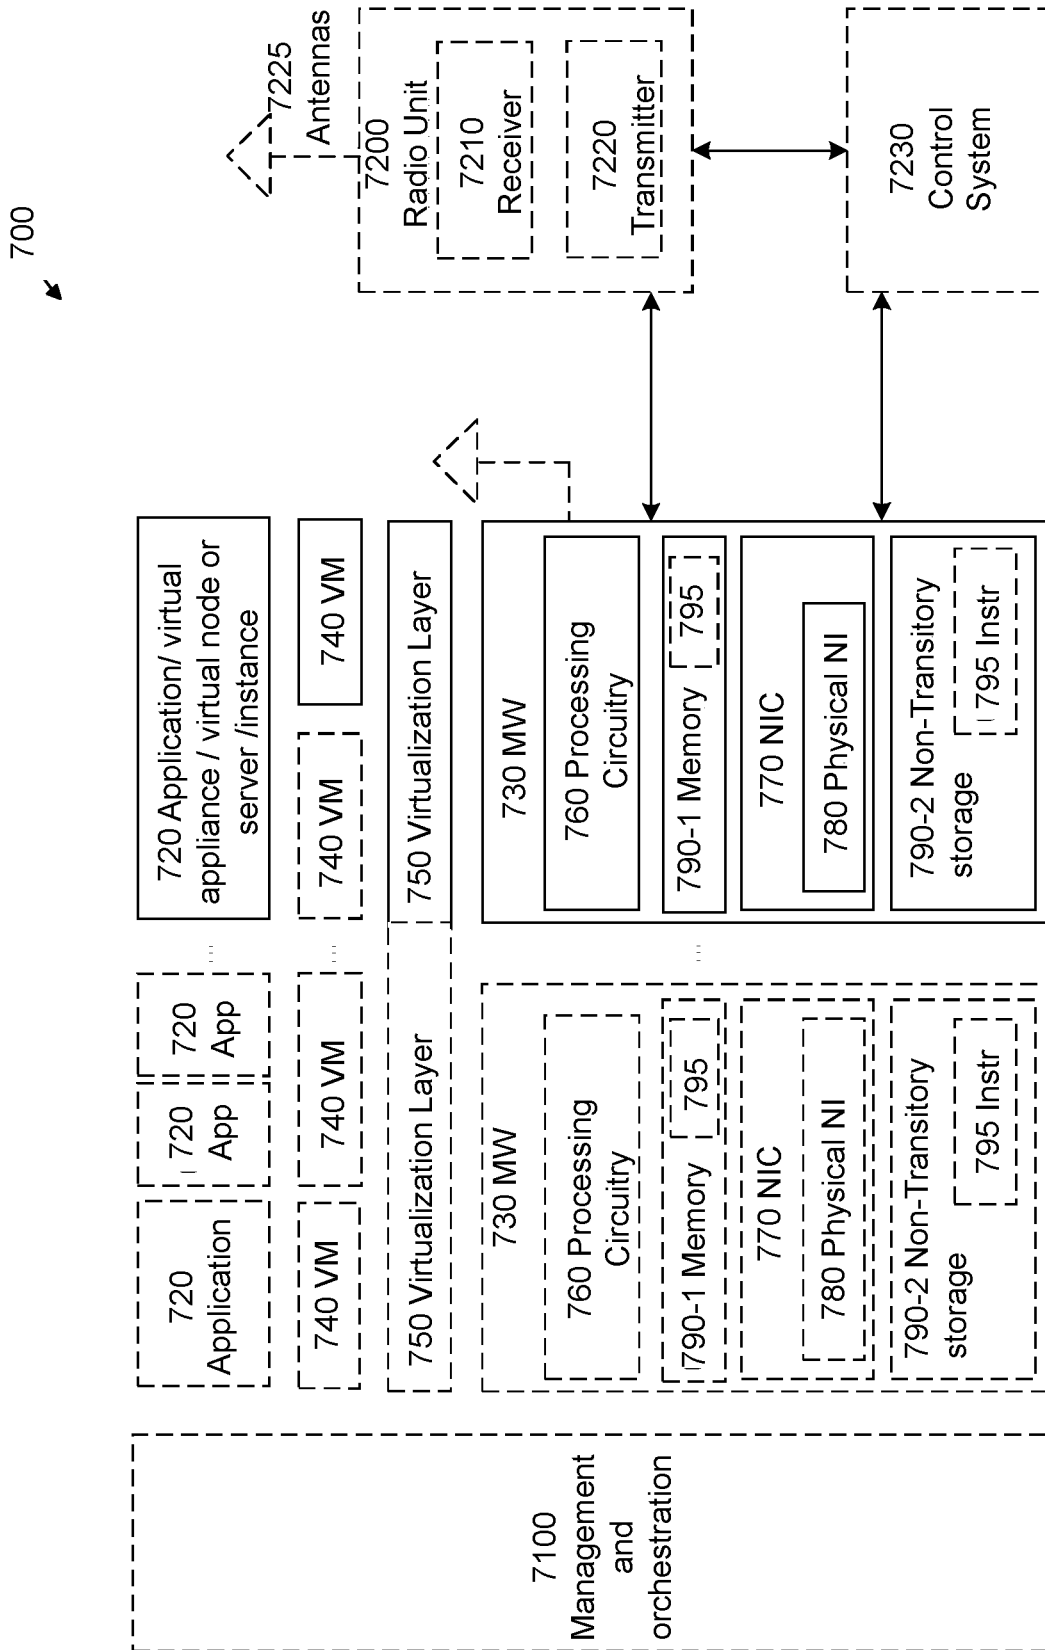 700
7100
Management
and
orchestration
720
Application
720
App
720
App
...
720 Application/ virtual
appliance / virtual node or
server /instance
740 VM
740 VM
...
740 VM
740 VM
750 Virtualization Layer
750 Virtualization Layer
730 MW
760 Processing
Circuitry
790-1 Memory
795
770 NIC
780 Physical NI
790-2 Non-Transitory
storage
795 Instr
...
730 MW
760 Processing
Circuitry
790-1 Memory
795
770 NIC
780 Physical NI
790-2 Non-Transitory
storage
795 Instr
7225
Antennas
7200
Radio Unit
7210
Receiver
7220
Transmitter
7230
Control
System